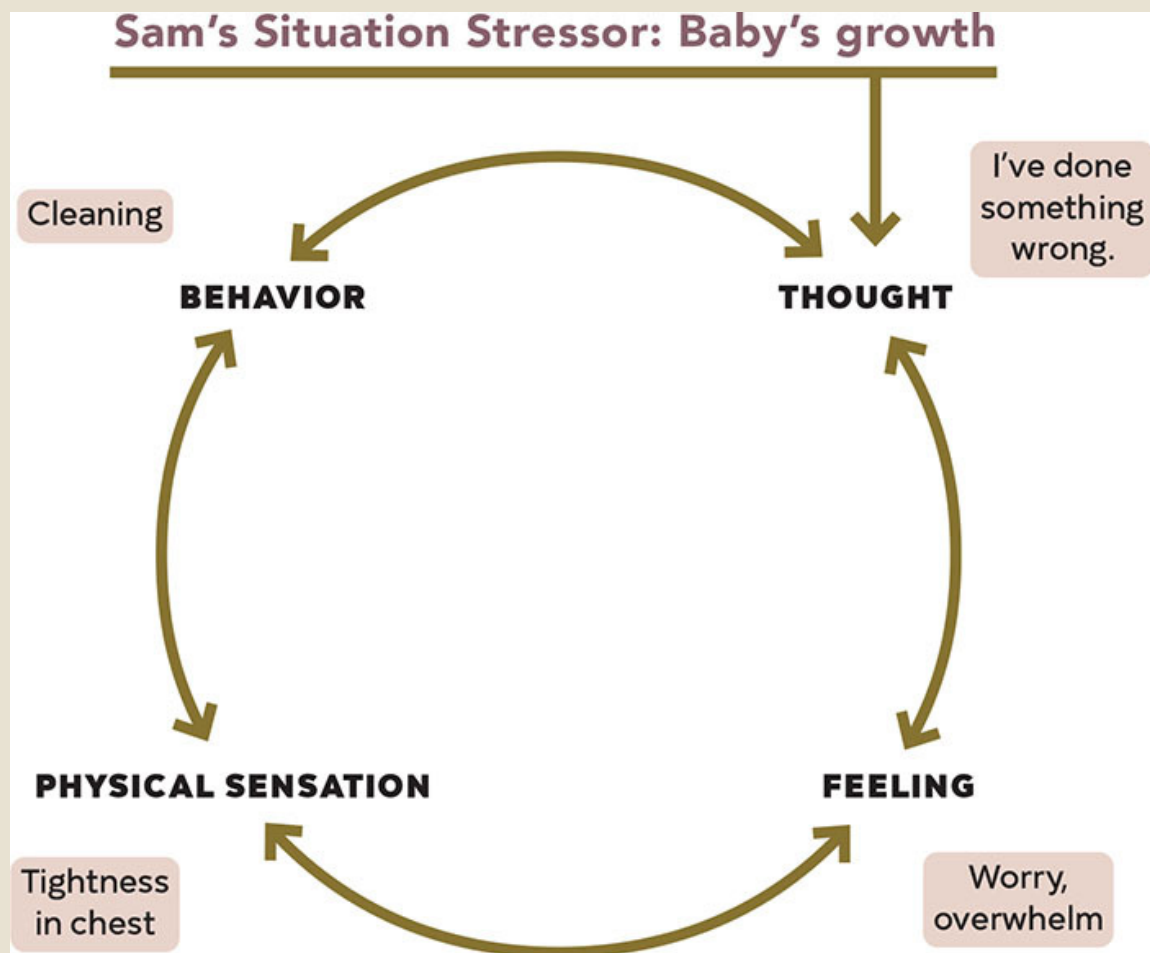 Sam's Situation Stressor: Baby's growth
Cleaning
I've done
something
wrong.
BEHAVIOR
THOUGHT
PHYSICAL SENSATION
FEELING
Tightness
in chest
Worry,
overwhelm